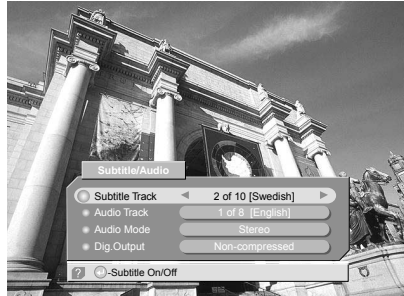 Subtitle/Audio
Subtitle Track 2 of 10 [Swedish]
Audio Track 1 of 8 [English]
Audio Mode Stereo
Dig.Output Non-compressed
? -Subtitle On/Off